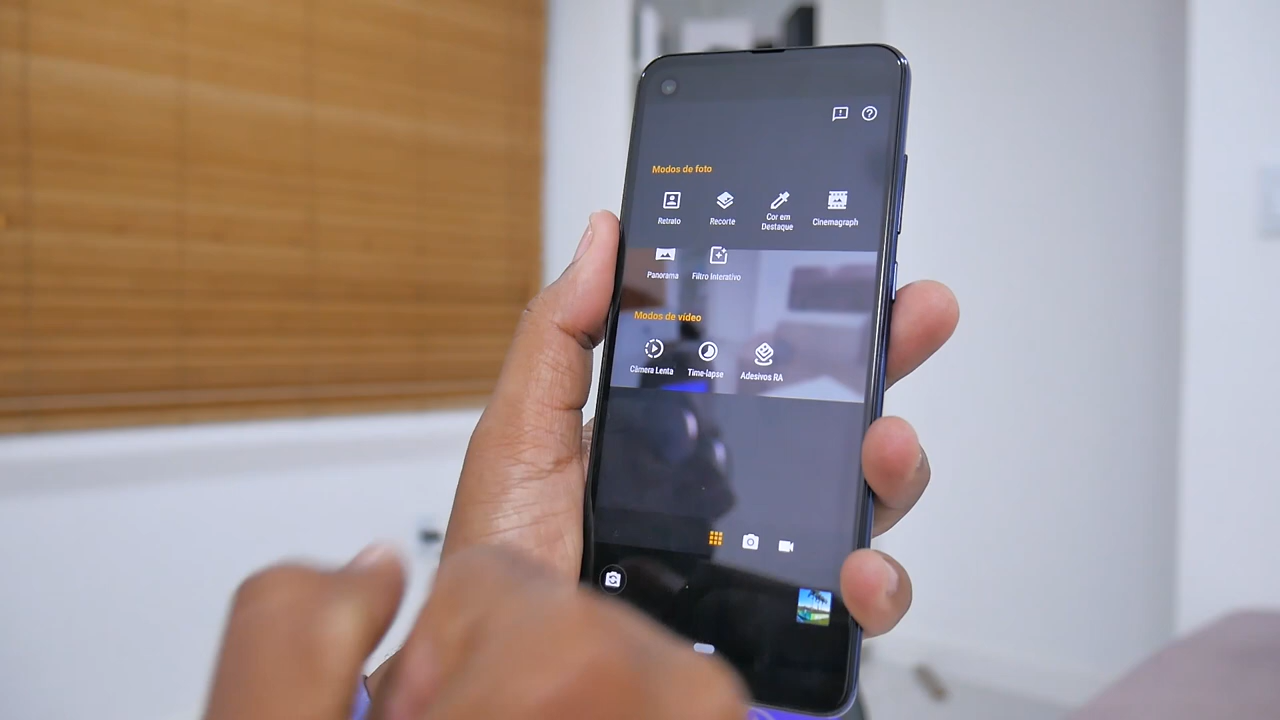 Modos de foto
Retrato
Recorte
Cor em
Destaque
Cinemagraph
Panorama
Filtro Interativo
Modos de vídeo
Câmera Lenta
Time-lapse
Adesivos RA